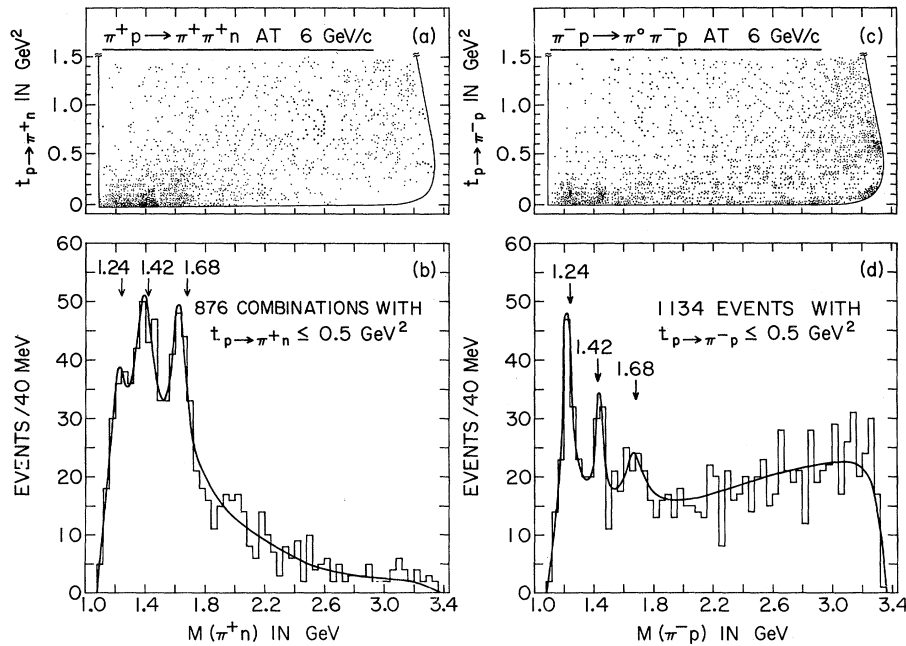 π⁺p → π⁺π⁺n AT 6 GeV/c (a)
t p→π⁺n IN GeV²
1.5
1.0
0.5
0
π⁻p → π°π⁻p AT 6 GeV/c (c)
t p→π⁻p IN GeV²
1.5
1.0
0.5
0
60
50
40
30
20
10
0
EVENTS/40 MeV
1.24 1.42 1.68 (b)
876 COMBINATIONS WITH
t p→π⁺n ≤ 0.5 GeV²
1.0 1.4 1.8 2.2 2.6 3.0 3.4
M (π⁺n) IN GeV
60
50
40
30
20
10
0
EVENTS/40 MeV
1.24 (d)
1134 EVENTS WITH
t p→π⁻p ≤ 0.5 GeV²
1.42
1.68
1.0 1.4 1.8 2.2 2.6 3.0 3.4
M (π⁻p) IN GeV